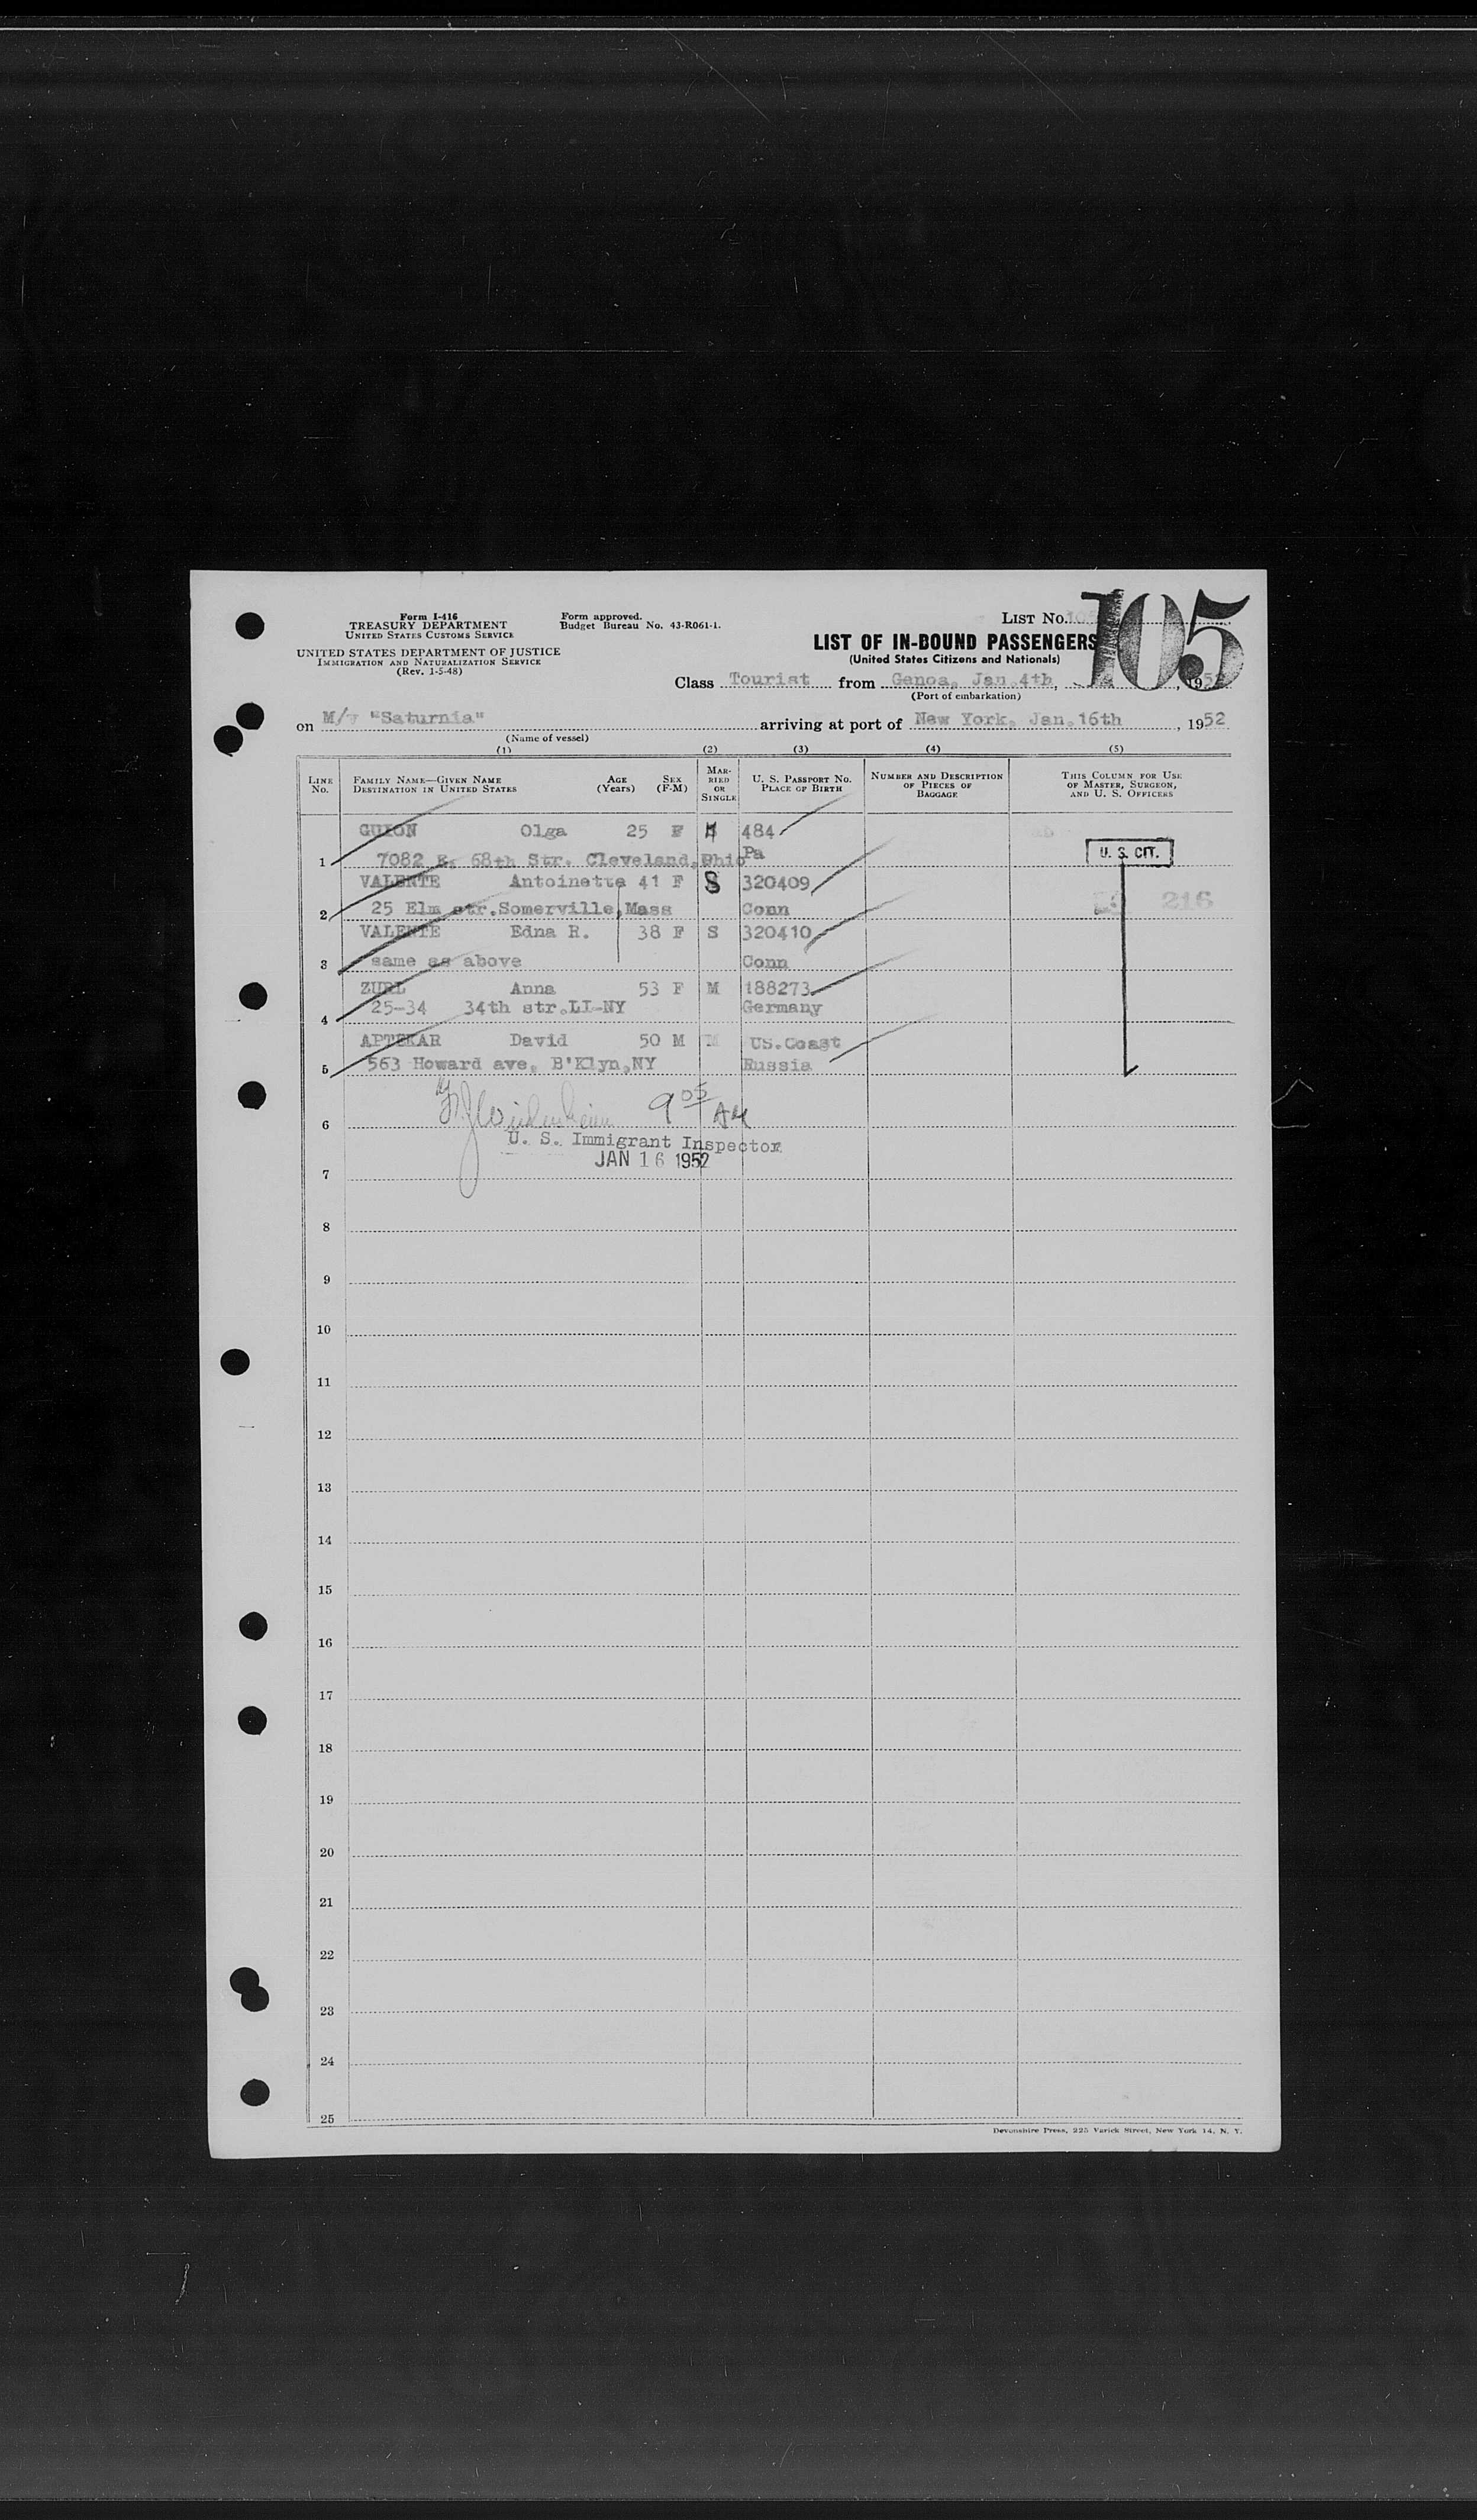 Form I-416
TREASURY DEPARTMENT
UNITED STATES CUSTOMS SERVICE
UNITED STATES DEPARTMENT OF JUSTICE
IMMIGRATION AND NATURALIZATION SERVICE
(Rev. 1-5-48)
Form approved.
Budget Bureau No. 43-R061-1.
LIST No. 105
LIST OF IN-BOUND PASSENGERS
(United States Citizens and Nationals)
Class Tourist from Genoa, Jan.4th, , 195
(Port of embarkation)
on M/v "Saturnia" arriving at port of New York, Jan.16th , 1952
(Name of vessel)
(1) (2) (3) (4) (5)
LINE No. FAMILY NAME—GIVEN NAME DESTINATION IN UNITED STATES AGE (Years) SEX (F-M) MARRIED OR SINGLE U. S. PASSPORT No. PLACE OF BIRTH NUMBER AND DESCRIPTION OF PIECES OF BAGGAGE THIS COLUMN FOR USE OF MASTER, SURGEON, AND U. S. OFFICERS
GUION Olga 25 F 484
1 7082 E. 68th Str. Cleveland,Ohio Pa U. S. CIT.
VALENTE Antoinette 41 F S 320409
2 25 Elm str.Somerville,Mass Conn 216
VALENTE Edna R. 38 F S 320410
3 same as above Conn
ZURL Anna 53 F M 188273
4 25-34 34th str.LI-NY Germany
APTEKAR David 50 M M US.Coast
5 563 Howard ave, B'Klyn,NY Russia
9 05 AM
6 U. S. Immigrant Inspector
JAN 16 1952
7
8
9
10
11
12
13
14
15
16
17
18
19
20
21
22
23
24
25
Devonshire Press, 225 Varick Street, New York 14, N. Y.